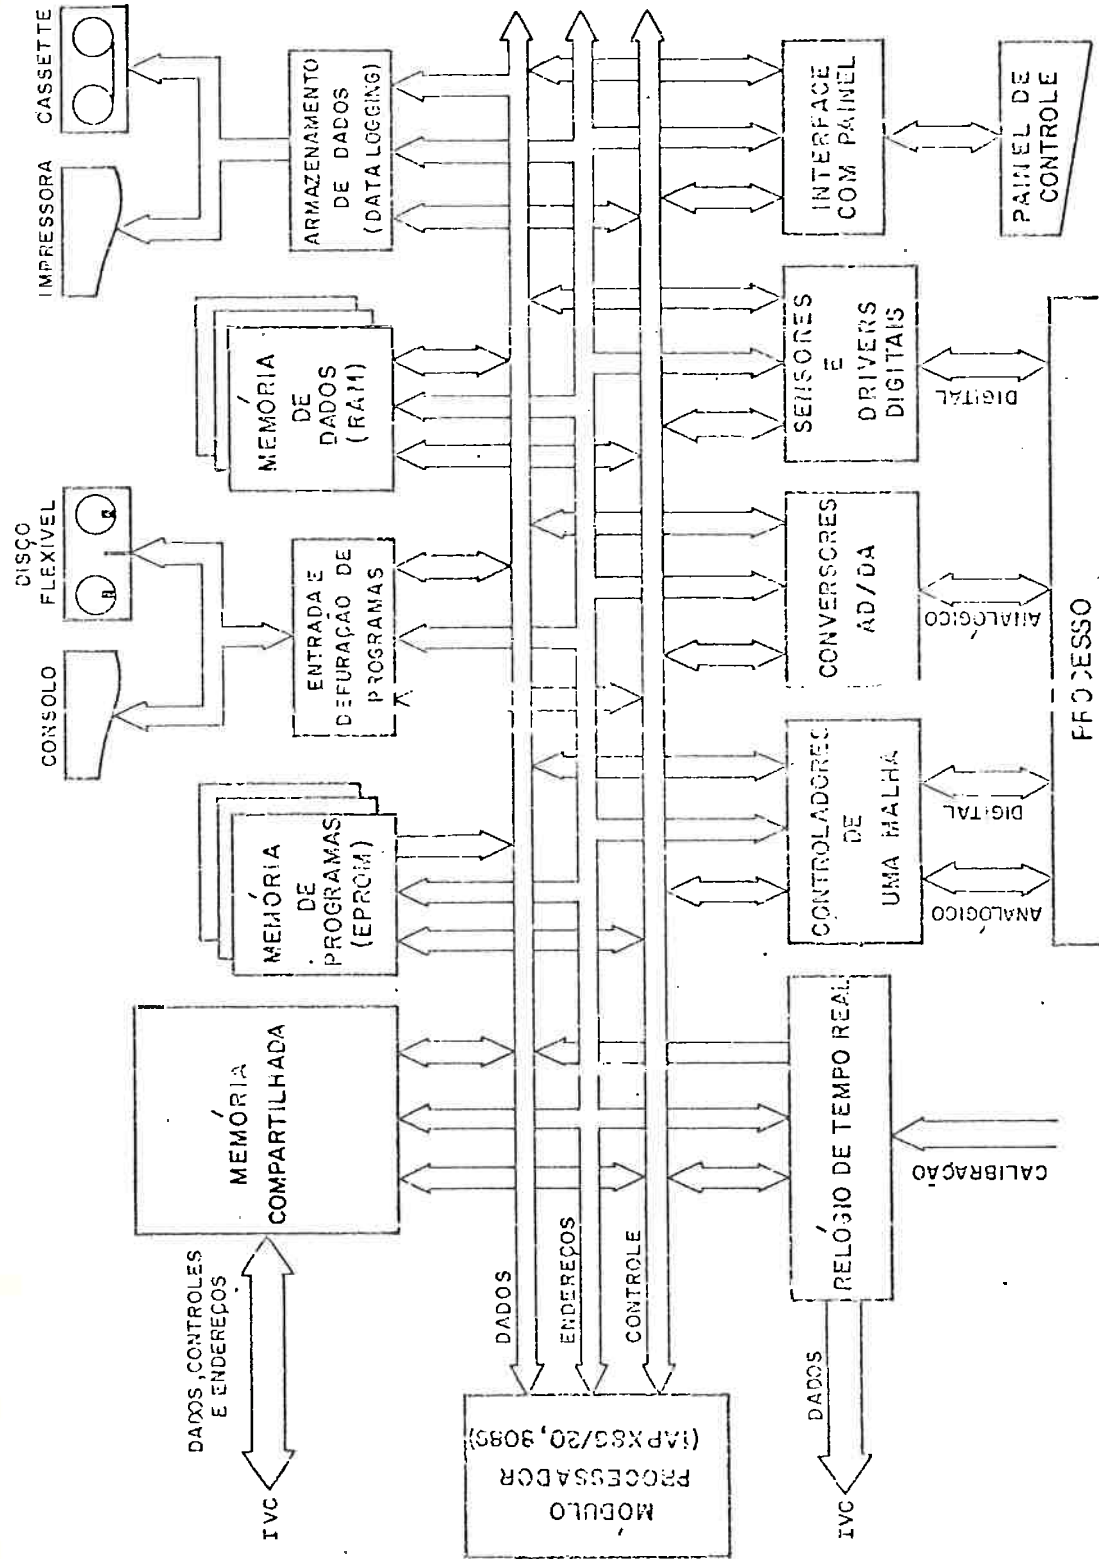 IVC
DADOS, CONTROLES
E ENDEREÇOS
MEMÓRIA
COMPARTILHADA
MEMÓRIA
DE
PROGRAMAS
(EPROM)
CONSOLO
DISÇO
FLEXÍVEL
ENTRADA E
DEFURAÇÃO DE
PROGRAMAS
MEMÓRIA
DE
DADOS
(RAM)
IMPRESSORA
CASSETTE
ARMAZENAMENTO
DE DADOS
(DATA LOGGING)
MÓDULO
PROCESSADOR
DADOS
ENDEREÇOS
CONTROLE
IVC
DADOS
RELÓGIO DE TEMPO REAL
CALIBRAÇÃO
CONTROLADORES
DE
UMA MALHA
ANALÓGICO
DIGITAL
CONVERSORES
AD/DA
ANALÓGICO
SENSORES
E
DRIVERS
DIGITAIS
DIGITAL
PROCESSO
INTERFACE
COM PAINEL
PAINEL DE
CONTROLE